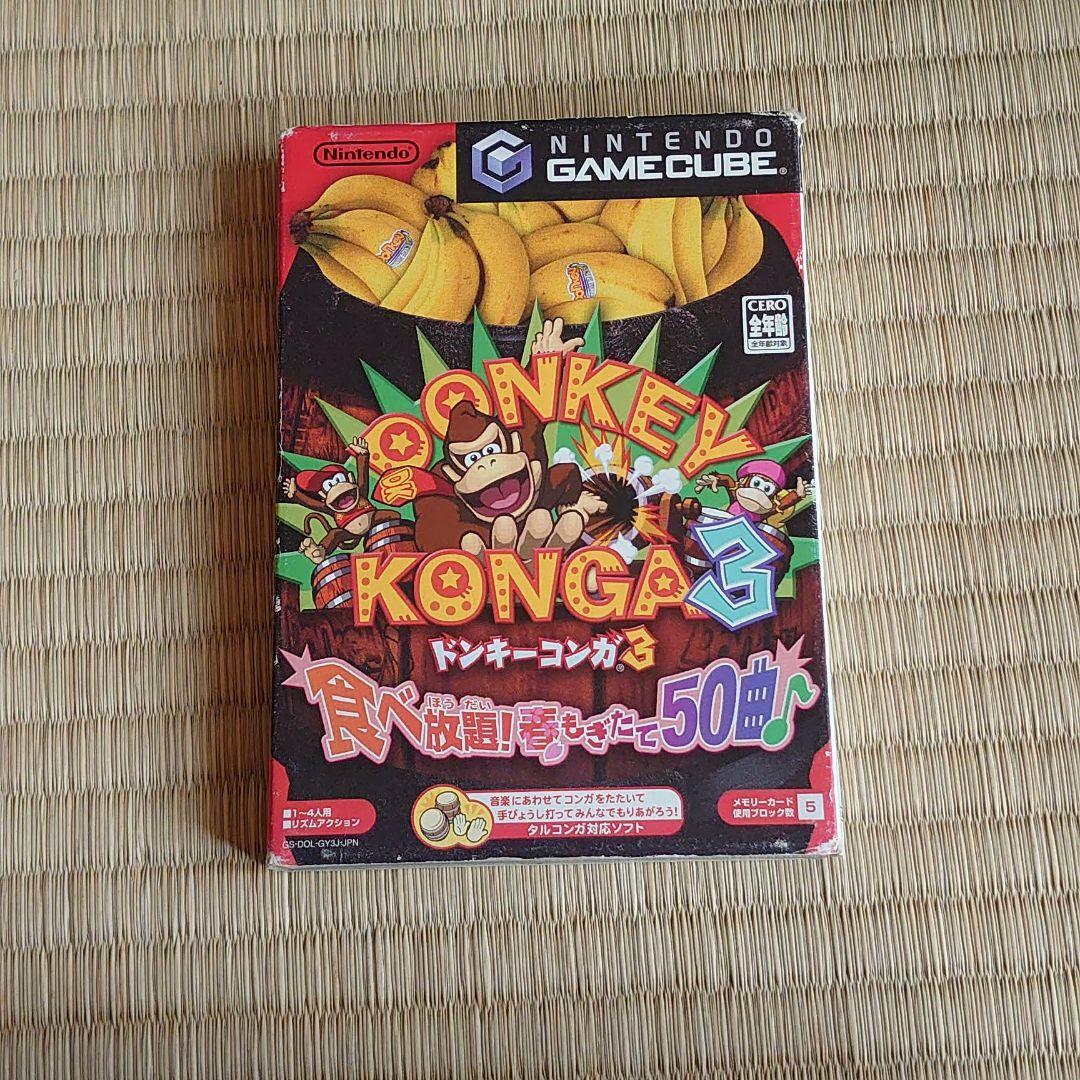 Nintendo
NINTENDO
GAMECUBE
CERO
全年齢
全年齢対象
DONKEY
DK
KONGA 3
ドンキーコンガ3
ほうだい
食べ放題!春もぎたて50曲
音楽にあわせてコンガをたたいて
手びょうし打ってみんなでもりあがろう!
タルコンガ対応ソフト
■1〜4人用
■リズムアクション
メモリーカード
使用ブロック数 5
GS-DOL-GY3J-JPN